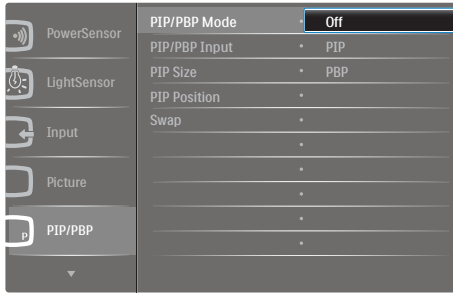 PowerSensor
LightSensor
Input
Picture
P
PIP/PBP
PIP/PBP Mode
Off
PIP/PBP Input
PIP
PIP Size
PBP
PIP Position
Swap